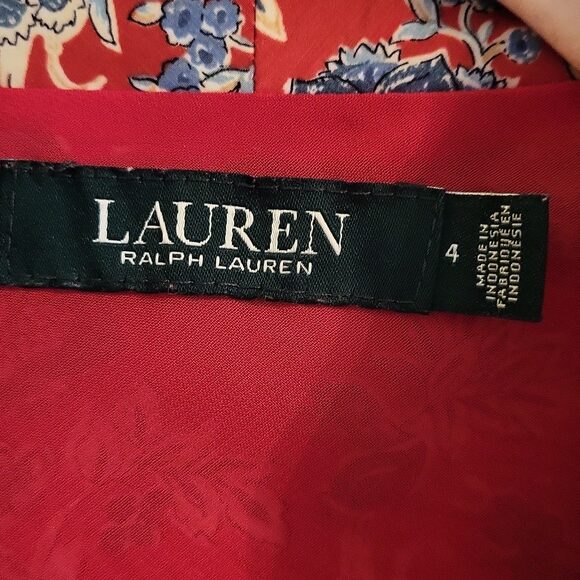 LAUREN
RALPH LAUREN
4
MADE IN
INDONESIA
FABRIQUÉ EN
INDONÉSIE